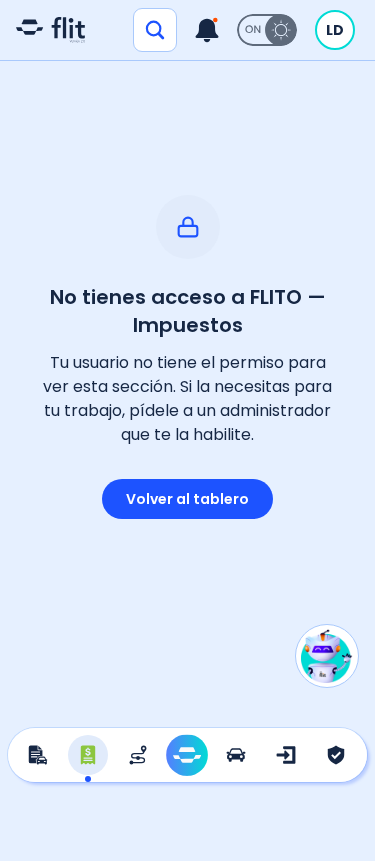 flit
ON
LD
No tienes acceso a FLITO —
Impuestos
Tu usuario no tiene el permiso para
ver esta sección. Si la necesitas para
tu trabajo, pídele a un administrador
que te la habilite.
Volver al tablero